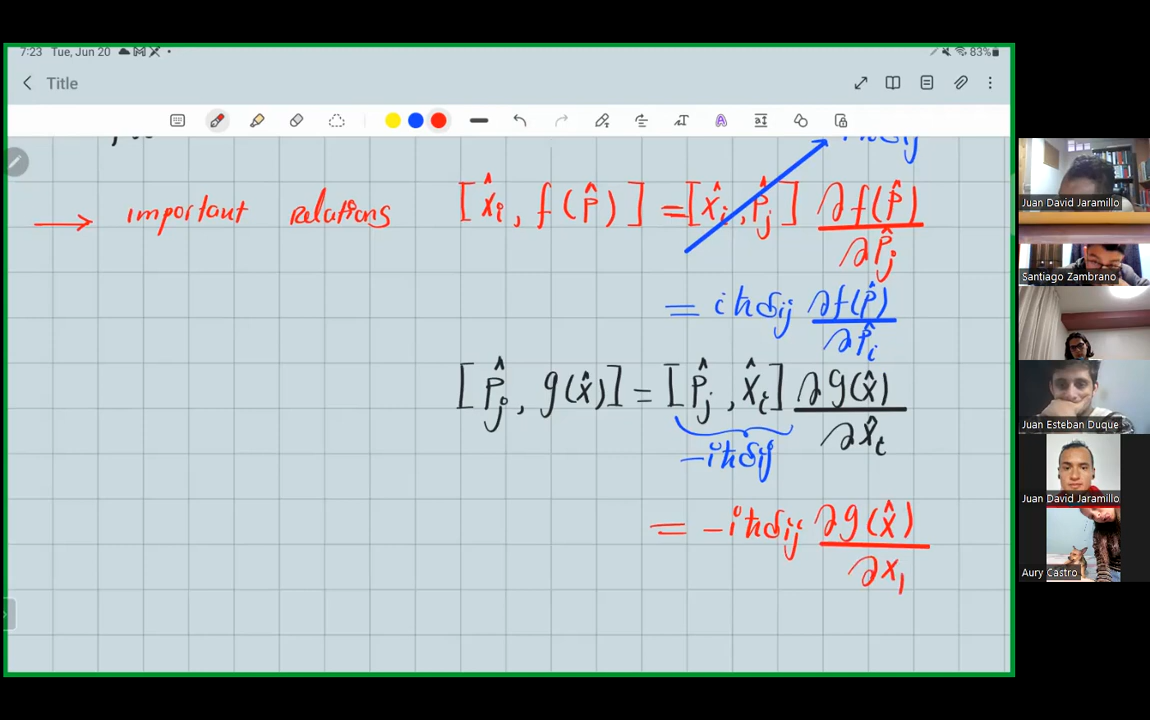 7:23 Tue, Jun 20
83%
Title
iħδij
→ important relations [x̂i, f(p̂)] = [x̂i, p̂j] ∂f(p̂)/∂p̂j
= iħδij ∂f(p̂)/∂p̂i
[p̂j, g(x̂)] = [p̂j, x̂i] ∂g(x̂)/∂x̂i
-iħδij
= -iħδij ∂g(x̂)/∂x1
Juan David Jaramillo
Santiago Zambrano
Juan Esteban Duque
Juan David Jaramillo
Aury Castro